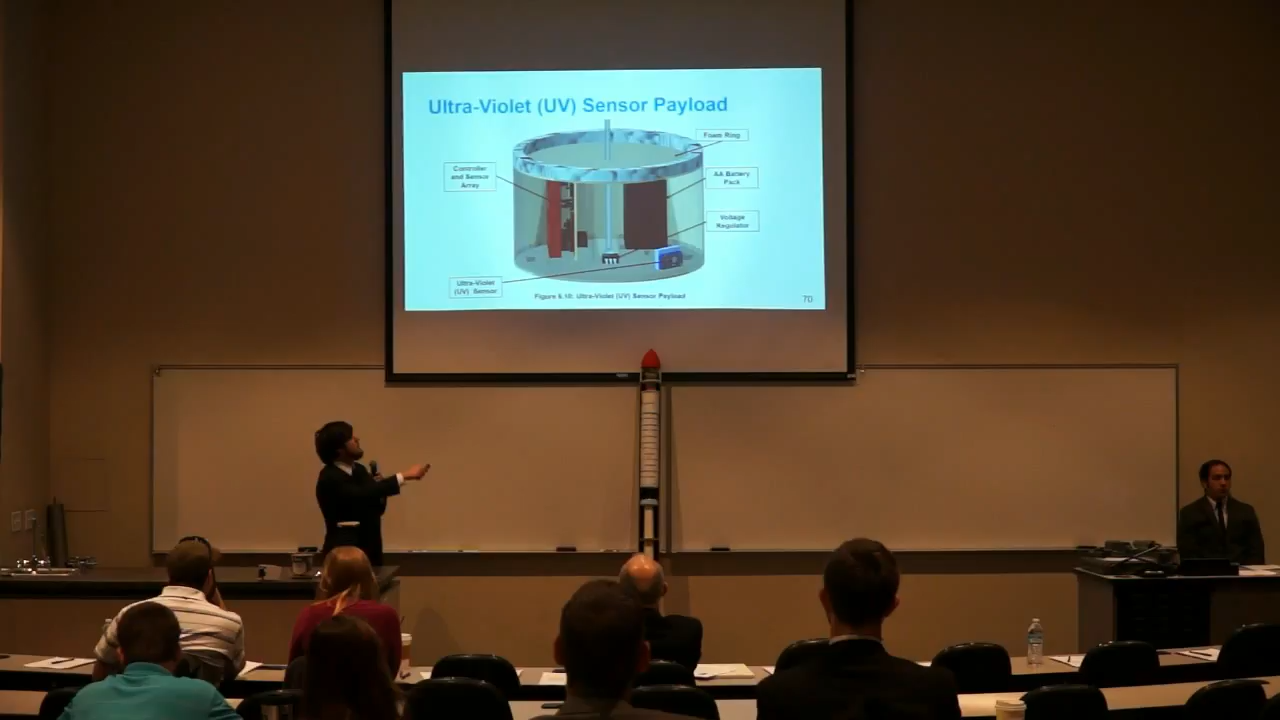 Ultra-Violet (UV) Sensor Payload
Foam Ring
Controller
and Sensor
Array
AA Battery
Pack
Voltage
Regulator
Ultra-Violet
(UV) Sensor
Figure 6.10: Ultra-Violet (UV) Sensor Payload
70